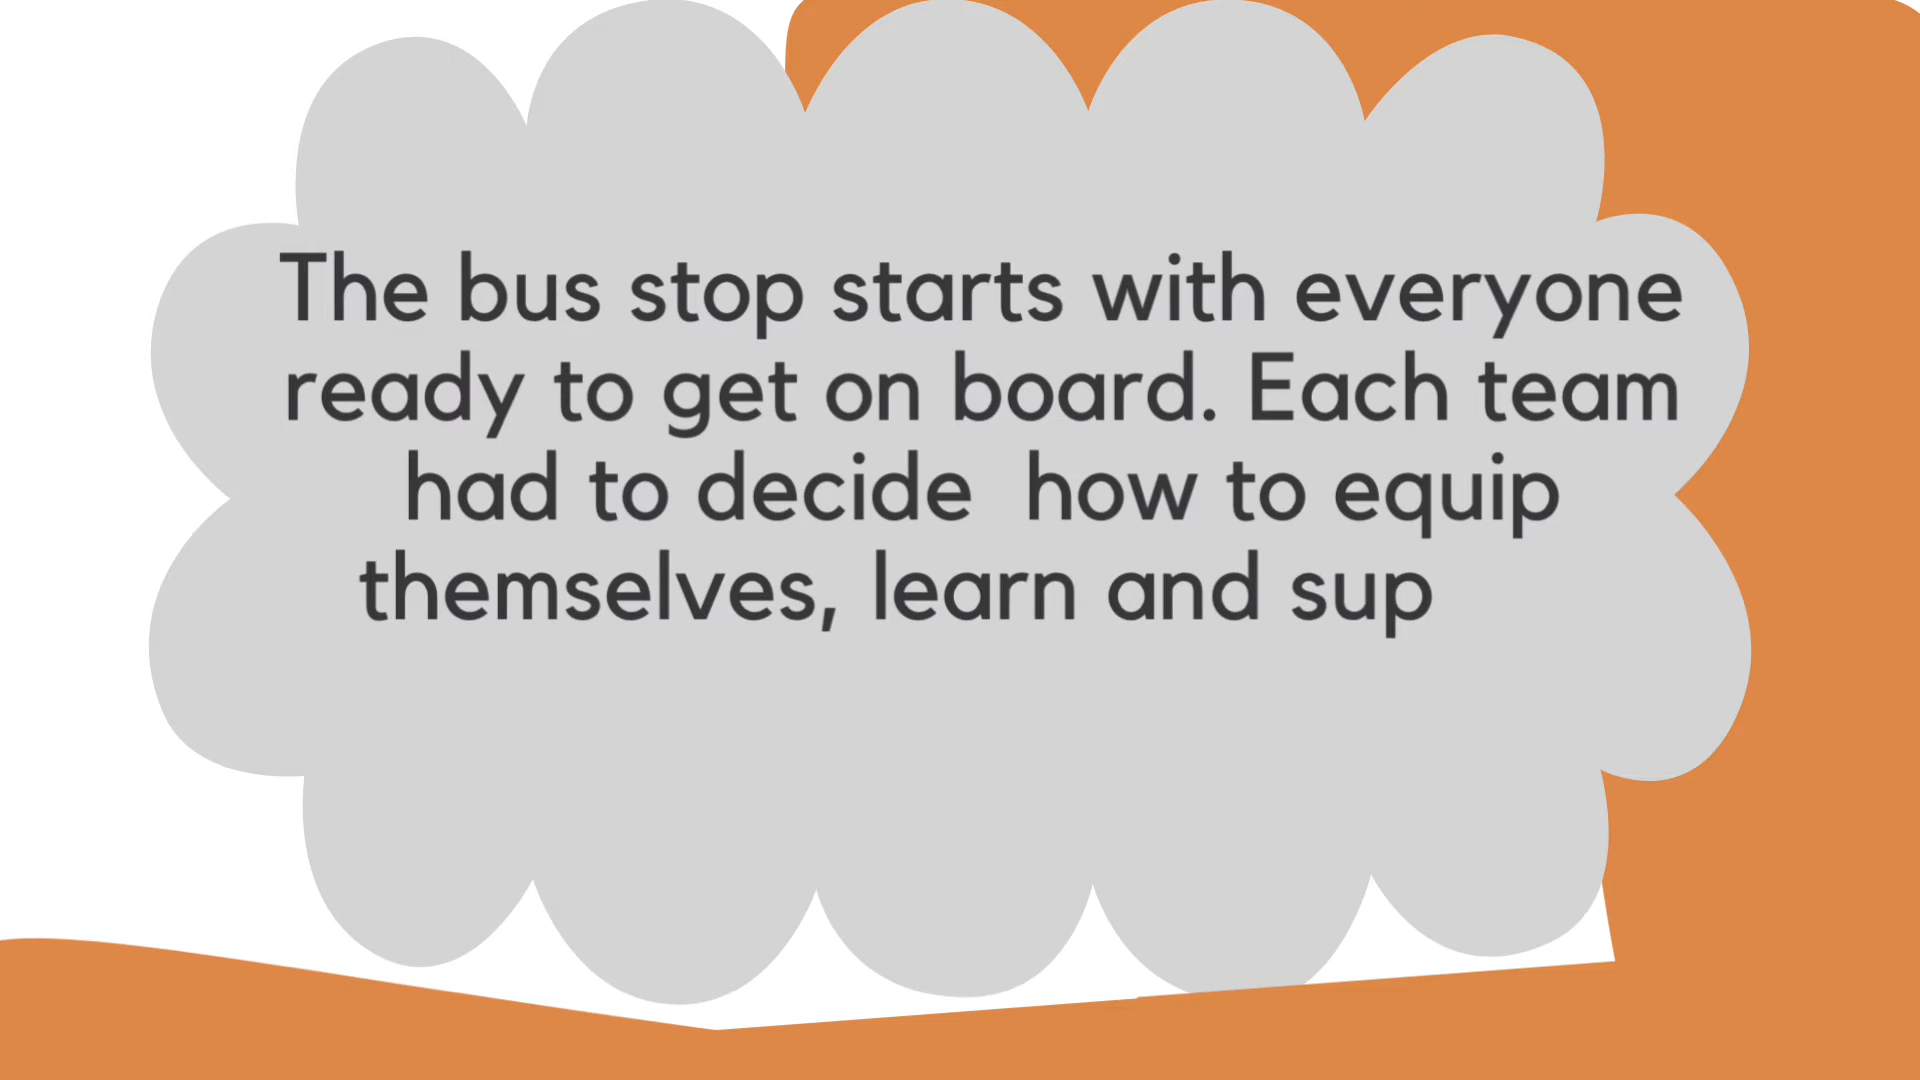 The bus stop starts with everyone
ready to get on board. Each team
had to decide  how to equip
themselves, learn and sup